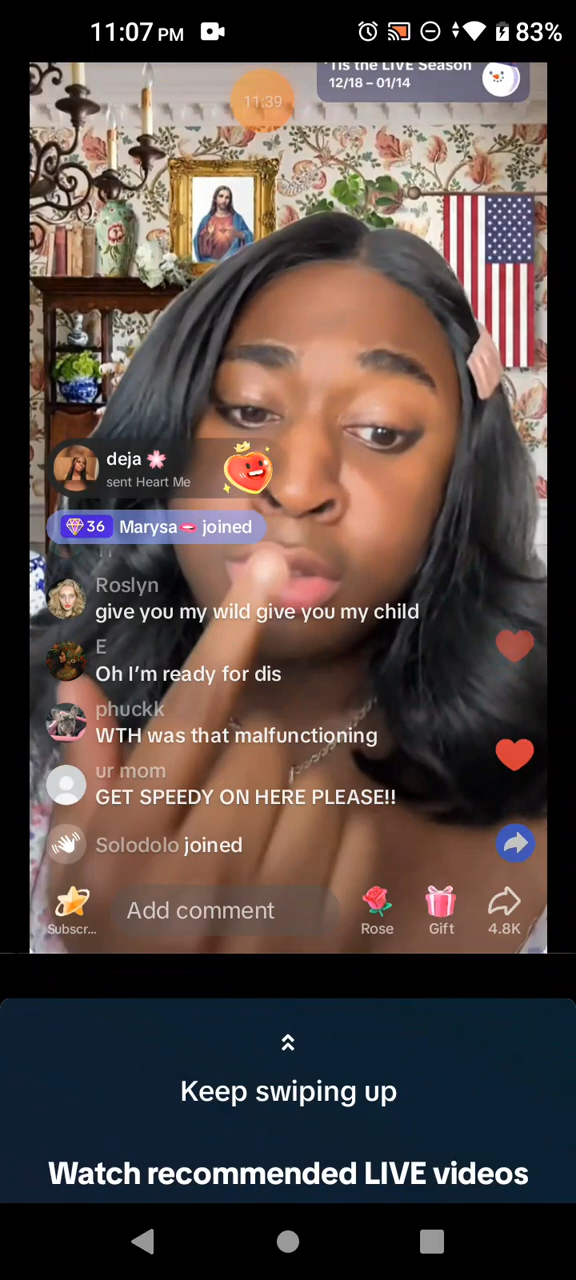 11:07 PM
83%
'Tis the LIVE Season
12/18 – 01/14
11:39
deja
sent Heart Me
36 Marysa joined
Roslyn
give you my wild give you my child
E
Oh I'm ready for dis
phuckk
WTH was that malfunctioning
ur mom
GET SPEEDY ON HERE PLEASE!!
Solodolo joined
Subscr...
Add comment
Rose
Gift
4.8K
Keep swiping up
Watch recommended LIVE videos